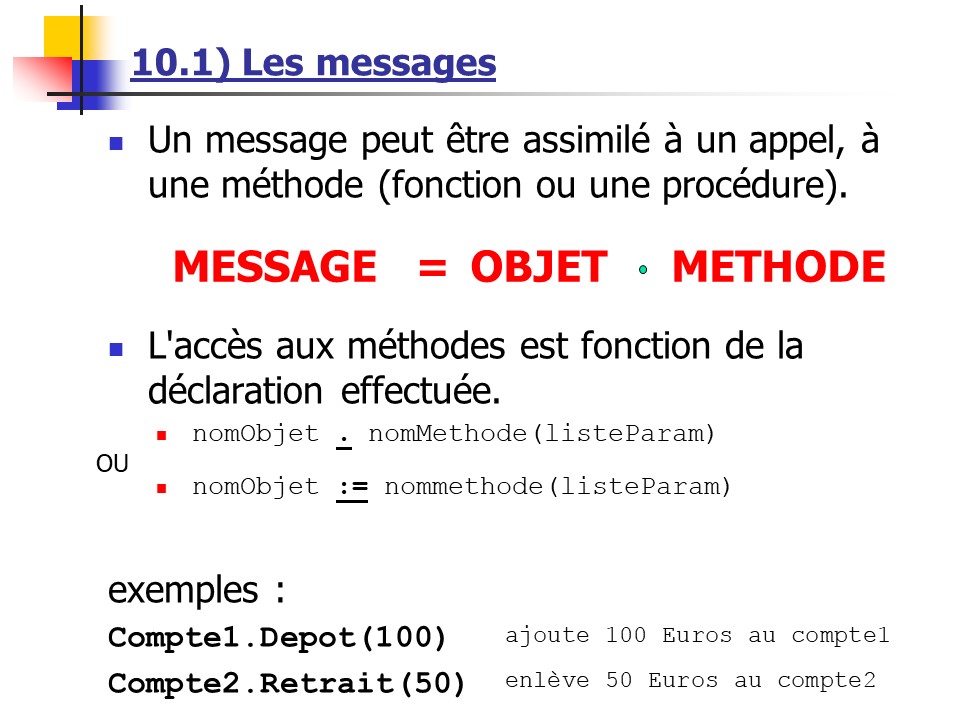 10.1) Les messages
Un message peut être assimilé à un appel, à
une méthode (fonction ou une procédure).
MESSAGE = OBJET • METHODE
L'accès aux méthodes est fonction de la
déclaration effectuée.
nomObjet . nomMethode(listeParam)
OU
nomObjet := nommethode(listeParam)
exemples :
Compte1.Depot(100) ajoute 100 Euros au compte1
Compte2.Retrait(50) enlève 50 Euros au compte2